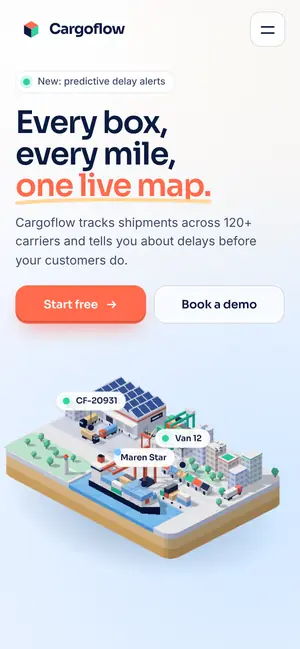 Cargoflow
New: predictive delay alerts
Every box,
every mile,
one live map.
Cargoflow tracks shipments across 120+
carriers and tells you about delays before
your customers do.
Start free →
Book a demo
CF-20931
Van 12
Maren Star